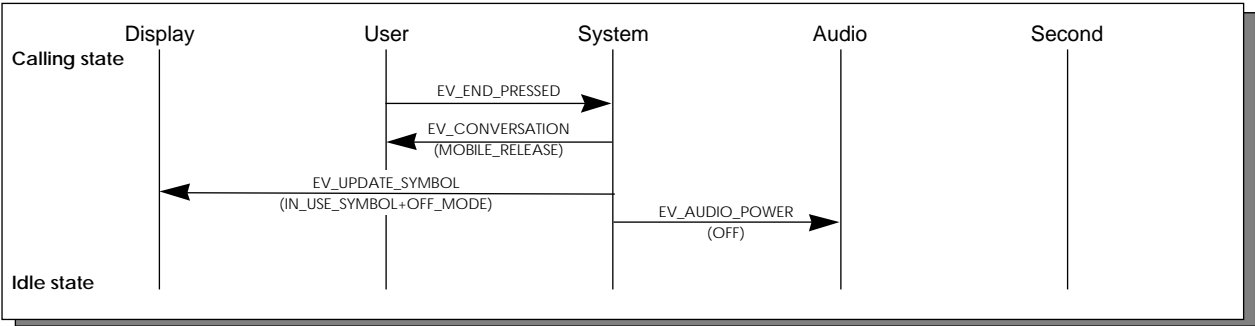 Display User System Audio Second
Calling state
EV_END_PRESSED
EV_CONVERSATION
(MOBILE_RELEASE)
EV_UPDATE_SYMBOL
(IN_USE_SYMBOL+OFF_MODE)
EV_AUDIO_POWER
(OFF)
Idle state